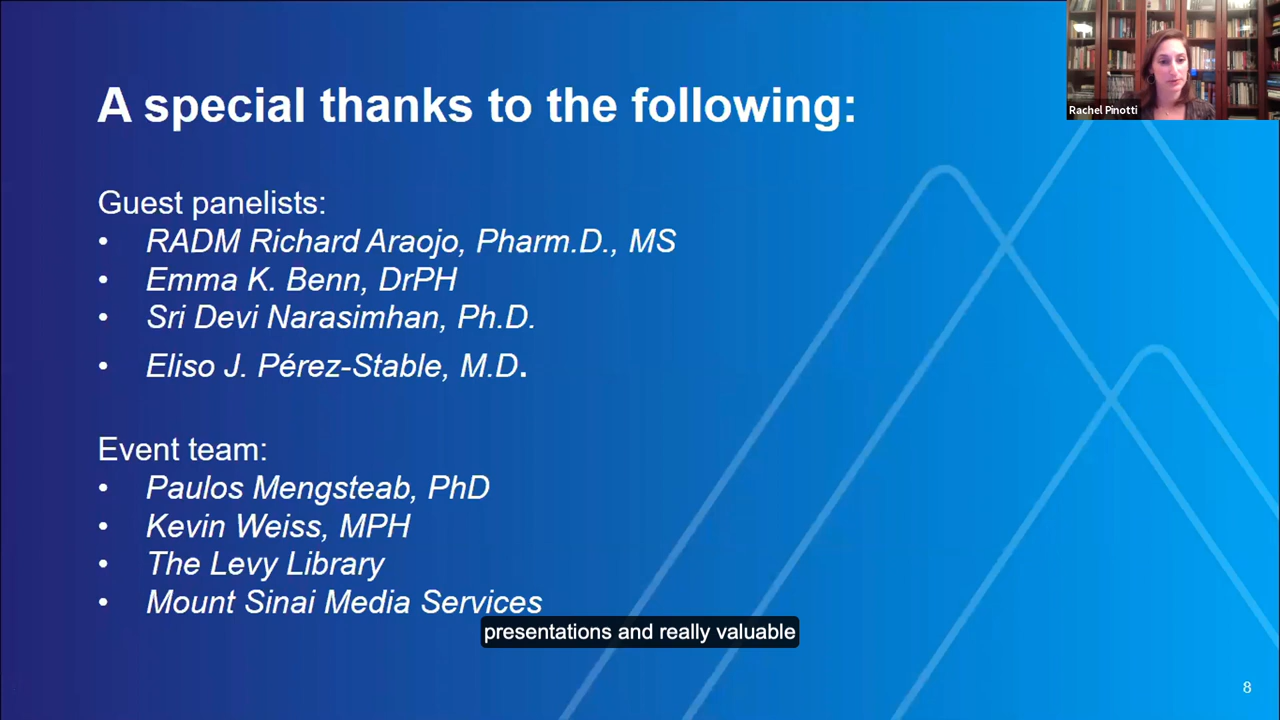 A special thanks to the following:
Rachel Pinotti
Guest panelists:
• RADM Richard Araojo, Pharm.D., MS
• Emma K. Benn, DrPH
• Sri Devi Narasimhan, Ph.D.
• Eliso J. Pérez-Stable, M.D.
Event team:
• Paulos Mengsteab, PhD
• Kevin Weiss, MPH
• The Levy Library
• Mount Sinai Media Services
presentations and really valuable
8